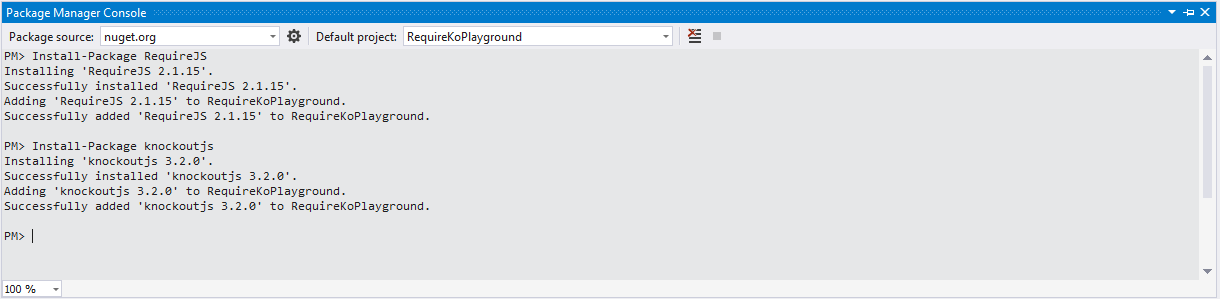 Package Manager Console
Package source: nuget.org Default project: RequireKoPlayground
PM> Install-Package RequireJS
Installing 'RequireJS 2.1.15'.
Successfully installed 'RequireJS 2.1.15'.
Adding 'RequireJS 2.1.15' to RequireKoPlayground.
Successfully added 'RequireJS 2.1.15' to RequireKoPlayground.
PM> Install-Package knockoutjs
Installing 'knockoutjs 3.2.0'.
Successfully installed 'knockoutjs 3.2.0'.
Adding 'knockoutjs 3.2.0' to RequireKoPlayground.
Successfully added 'knockoutjs 3.2.0' to RequireKoPlayground.
PM>
100 %